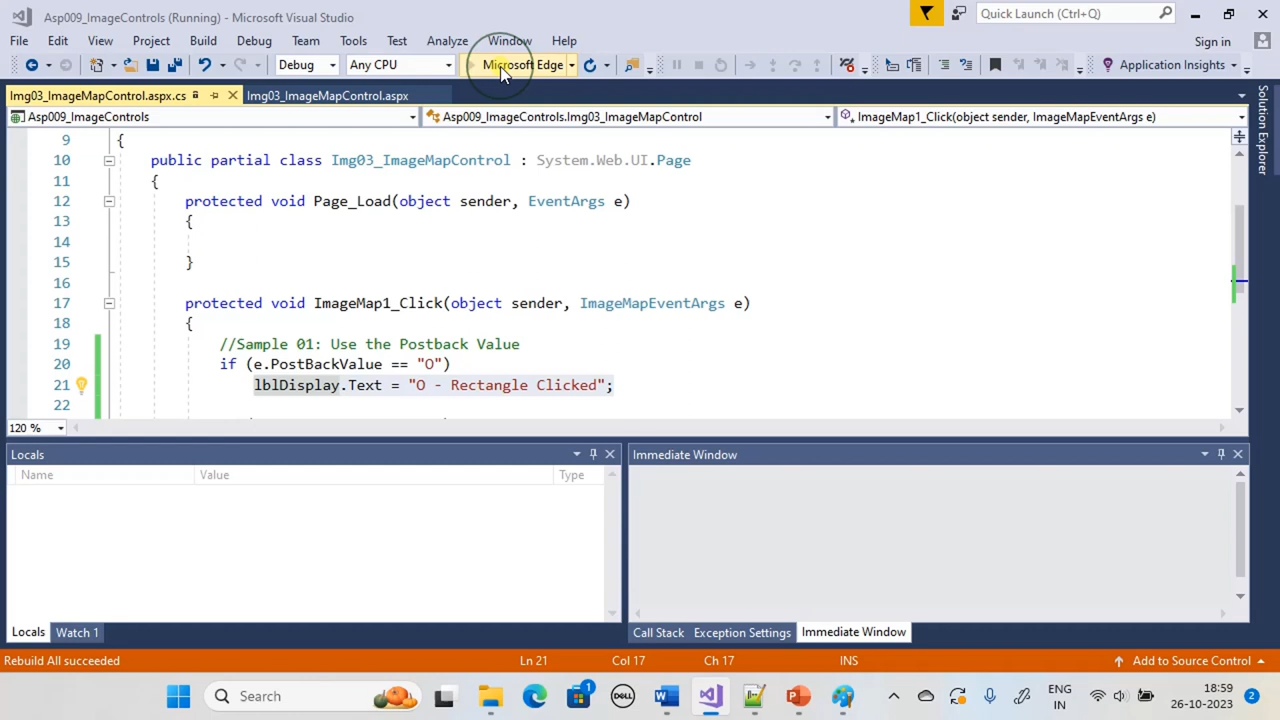 Asp009_ImageControls (Running) - Microsoft Visual Studio
Quick Launch (Ctrl+Q)
File Edit View Project Build Debug Team Tools Test Analyze Window Help
Sign in
Debug Any CPU Microsoft Edge Application Insights
Img03_ImageMapControl.aspx.cs Img03_ImageMapControl.aspx
Solution Explorer
Asp009_ImageControls Asp009_ImageControls.Img03_ImageMapControl ImageMap1_Click(object sender, ImageMapEventArgs e)
9 {
10 public partial class Img03_ImageMapControl : System.Web.UI.Page
11 {
12 protected void Page_Load(object sender, EventArgs e)
13 {
14
15 }
16
17 protected void ImageMap1_Click(object sender, ImageMapEventArgs e)
18 {
19 //Sample 01: Use the Postback Value
20 if (e.PostBackValue == "O")
21 lblDisplay.Text = "O - Rectangle Clicked";
22
120 %
Locals
Name Value Type
Immediate Window
Locals Watch 1
Call Stack Exception Settings Immediate Window
Rebuild All succeeded Ln 21 Col 17 Ch 17 INS Add to Source Control
Search
DELL
1
ENG
IN
18:59
26-10-2023
2